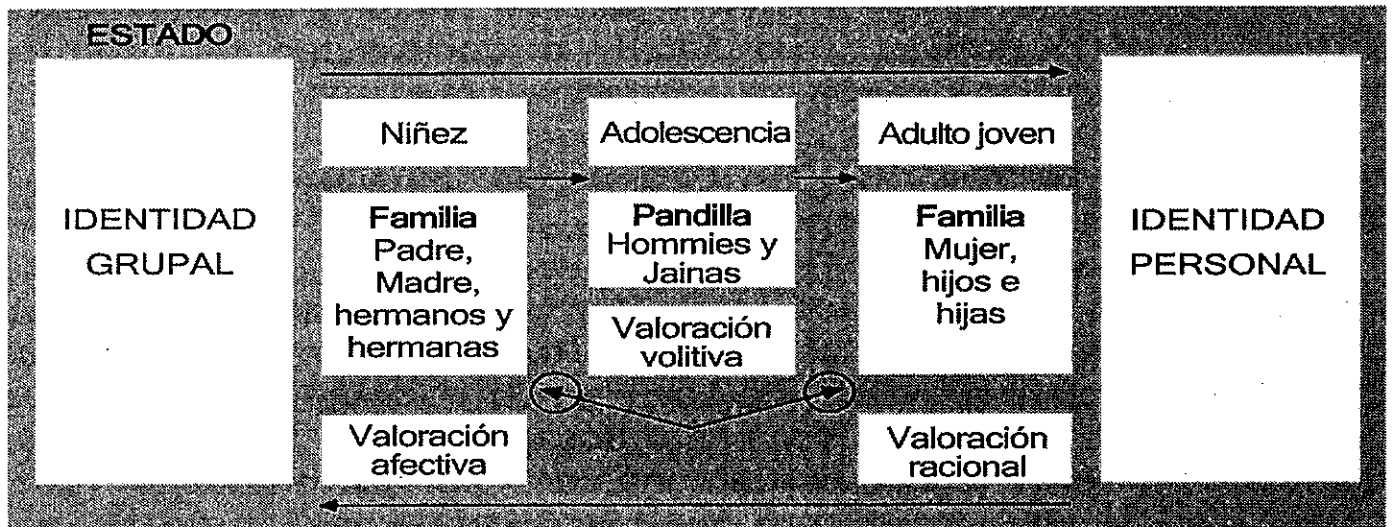 ESTADO
IDENTIDAD
GRUPAL
Niñez
Familia
Padre,
Madre,
hermanos y
hermanas
Valoración
afectiva
Adolescencia
Pandilla
Hommies y
Jainas
Valoración
volitiva
Adulto joven
Familia
Mujer,
hijos e
hijas
Valoración
racional
IDENTIDAD
PERSONAL